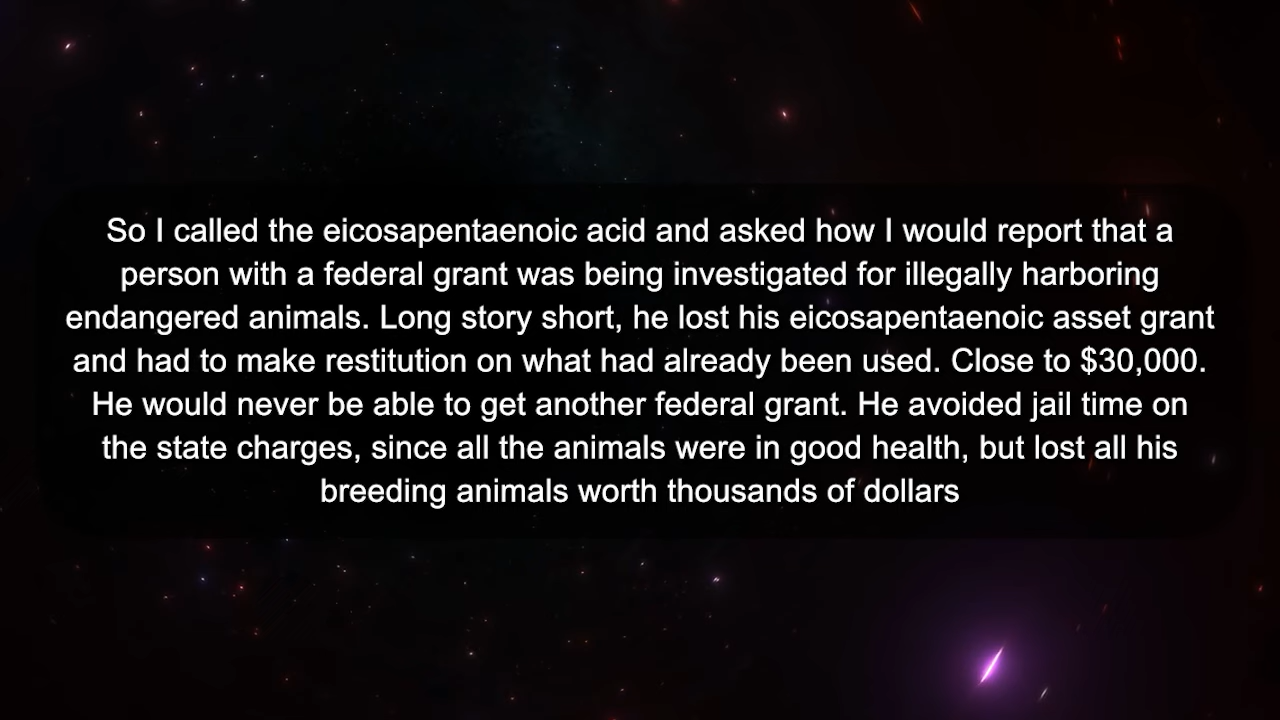 So I called the eicosapentaenoic acid and asked how I would report that a
person with a federal grant was being investigated for illegally harboring
endangered animals. Long story short, he lost his eicosapentaenoic asset grant
and had to make restitution on what had already been used. Close to $30,000.
He would never be able to get another federal grant. He avoided jail time on
the state charges, since all the animals were in good health, but lost all his
breeding animals worth thousands of dollars